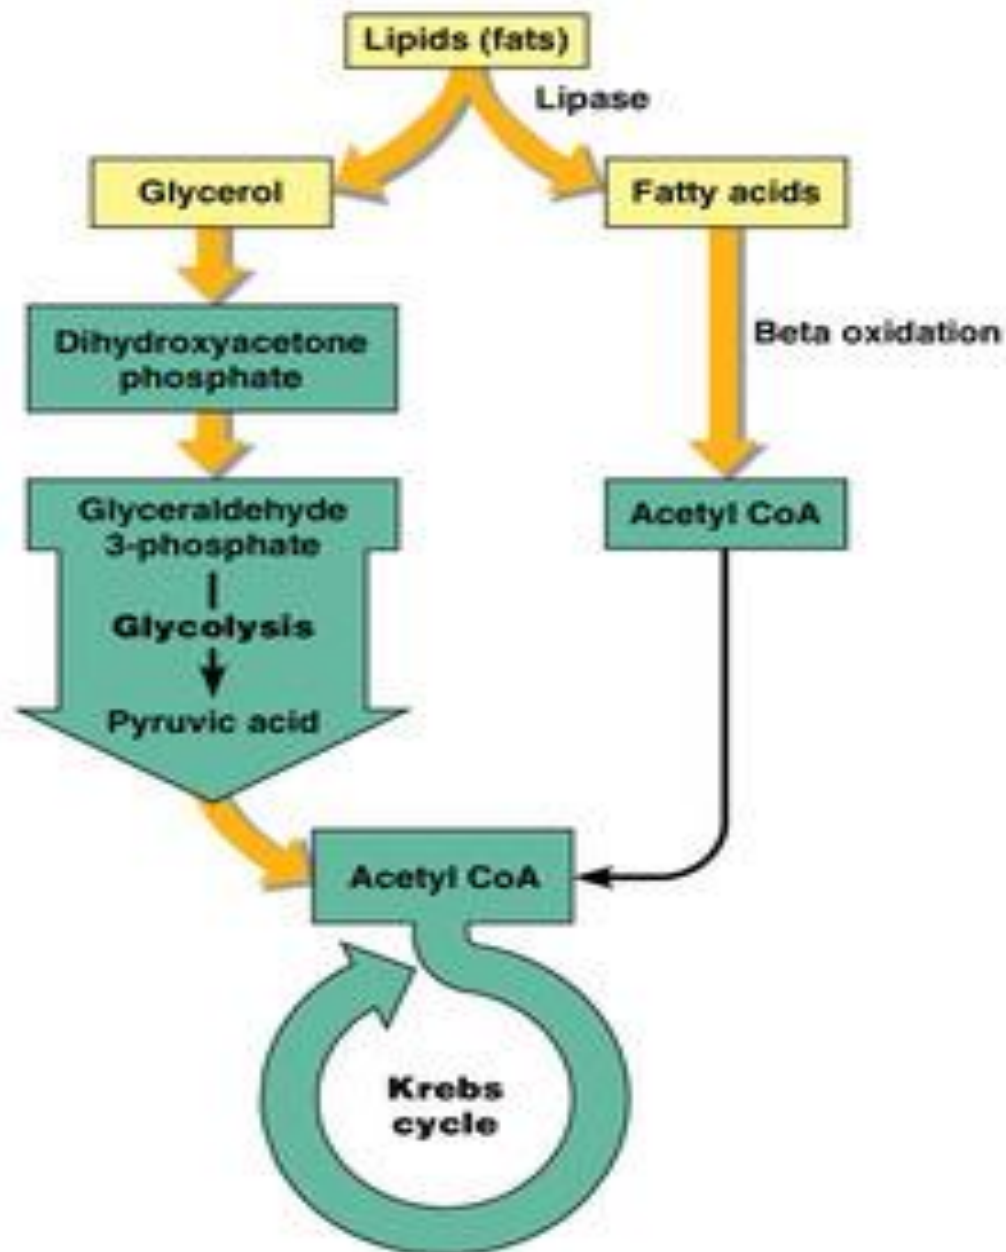 Lipids (fats)
Lipase
Glycerol
Fatty acids
Dihydroxyacetone
phosphate
Beta oxidation
Glyceraldehyde
3-phosphate
Glycolysis
Pyruvic acid
Acetyl CoA
Acetyl CoA
Krebs
cycle